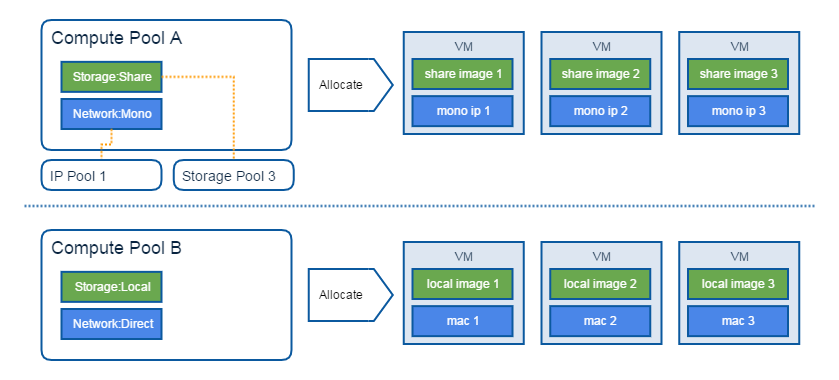 Compute Pool A
Storage:Share
Network:Mono
IP Pool 1
Storage Pool 3
Allocate
VM
share image 1
mono ip 1
VM
share image 2
mono ip 2
VM
share image 3
mono ip 3
Compute Pool B
Storage:Local
Network:Direct
Allocate
VM
local image 1
mac 1
VM
local image 2
mac 2
VM
local image 3
mac 3